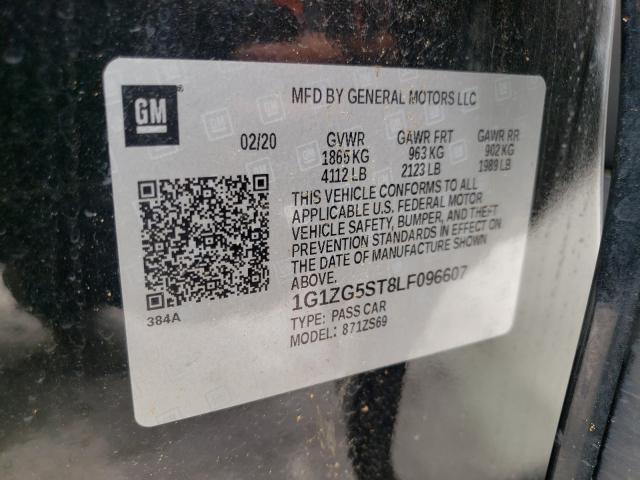 GM
MFD BY GENERAL MOTORS LLC
02/20 GVWR GAWR FRT GAWR RR
1865 KG 963 KG 902 KG
4112 LB 2123 LB 1989 LB
THIS VEHICLE CONFORMS TO ALL
APPLICABLE U.S. FEDERAL MOTOR
VEHICLE SAFETY, BUMPER, AND THEFT
PREVENTION STANDARDS IN EFFECT ON
THE DATE OF MANUFACTURE SHOWN
ABOVE.
1G1ZG5ST8LF096607
384A
TYPE: PASS CAR
MODEL: 871ZS69